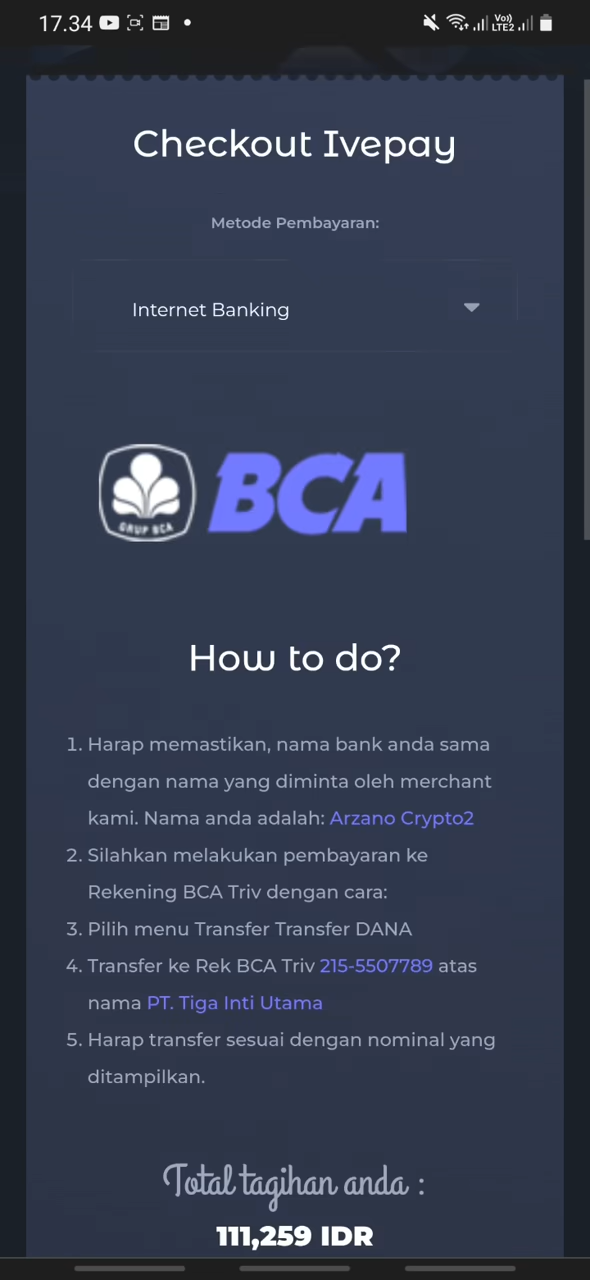 17.34
Vo))
LTE2
Checkout Ivepay
Metode Pembayaran:
Internet Banking
GRUP BCA
BCA
How to do?
1. Harap memastikan, nama bank anda sama
dengan nama yang diminta oleh merchant
kami. Nama anda adalah: Arzano Crypto2
2. Silahkan melakukan pembayaran ke
Rekening BCA Triv dengan cara:
3. Pilih menu Transfer Transfer DANA
4. Transfer ke Rek BCA Triv 215-5507789 atas
nama PT. Tiga Inti Utama
5. Harap transfer sesuai dengan nominal yang
ditampilkan.
Total tagihan anda :
111,259 IDR